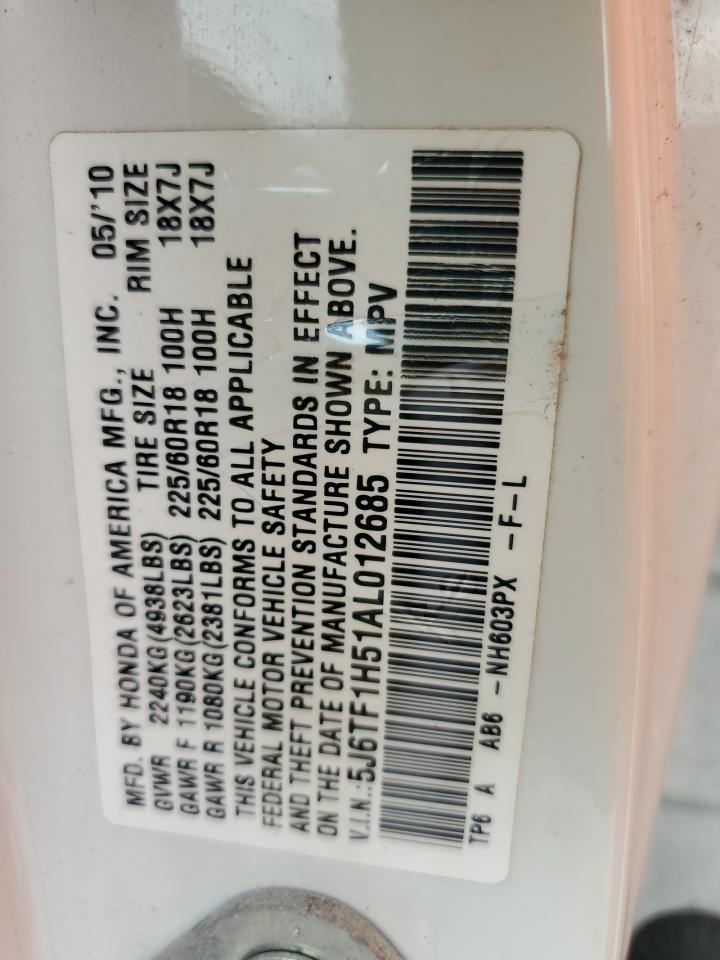 MFD. BY HONDA OF AMERICA MFG., INC. 05/'10
GVWR 2240KG(4938LBS) TIRE SIZE RIM SIZE
GAWR F 1190KG(2623LBS) 225/60R18 100H 18X7J
GAWR R 1080KG(2381LBS) 225/60R18 100H 18X7J
THIS VEHICLE CONFORMS TO ALL APPLICABLE
FEDERAL MOTOR VEHICLE SAFETY
AND THEFT PREVENTION STANDARDS IN EFFECT
ON THE DATE OF MANUFACTURE SHOWN ABOVE.
V.I.N.:5J6TF1H51AL012685 TYPE: MPV
TP6 A AB6 -NH603PX -F-L